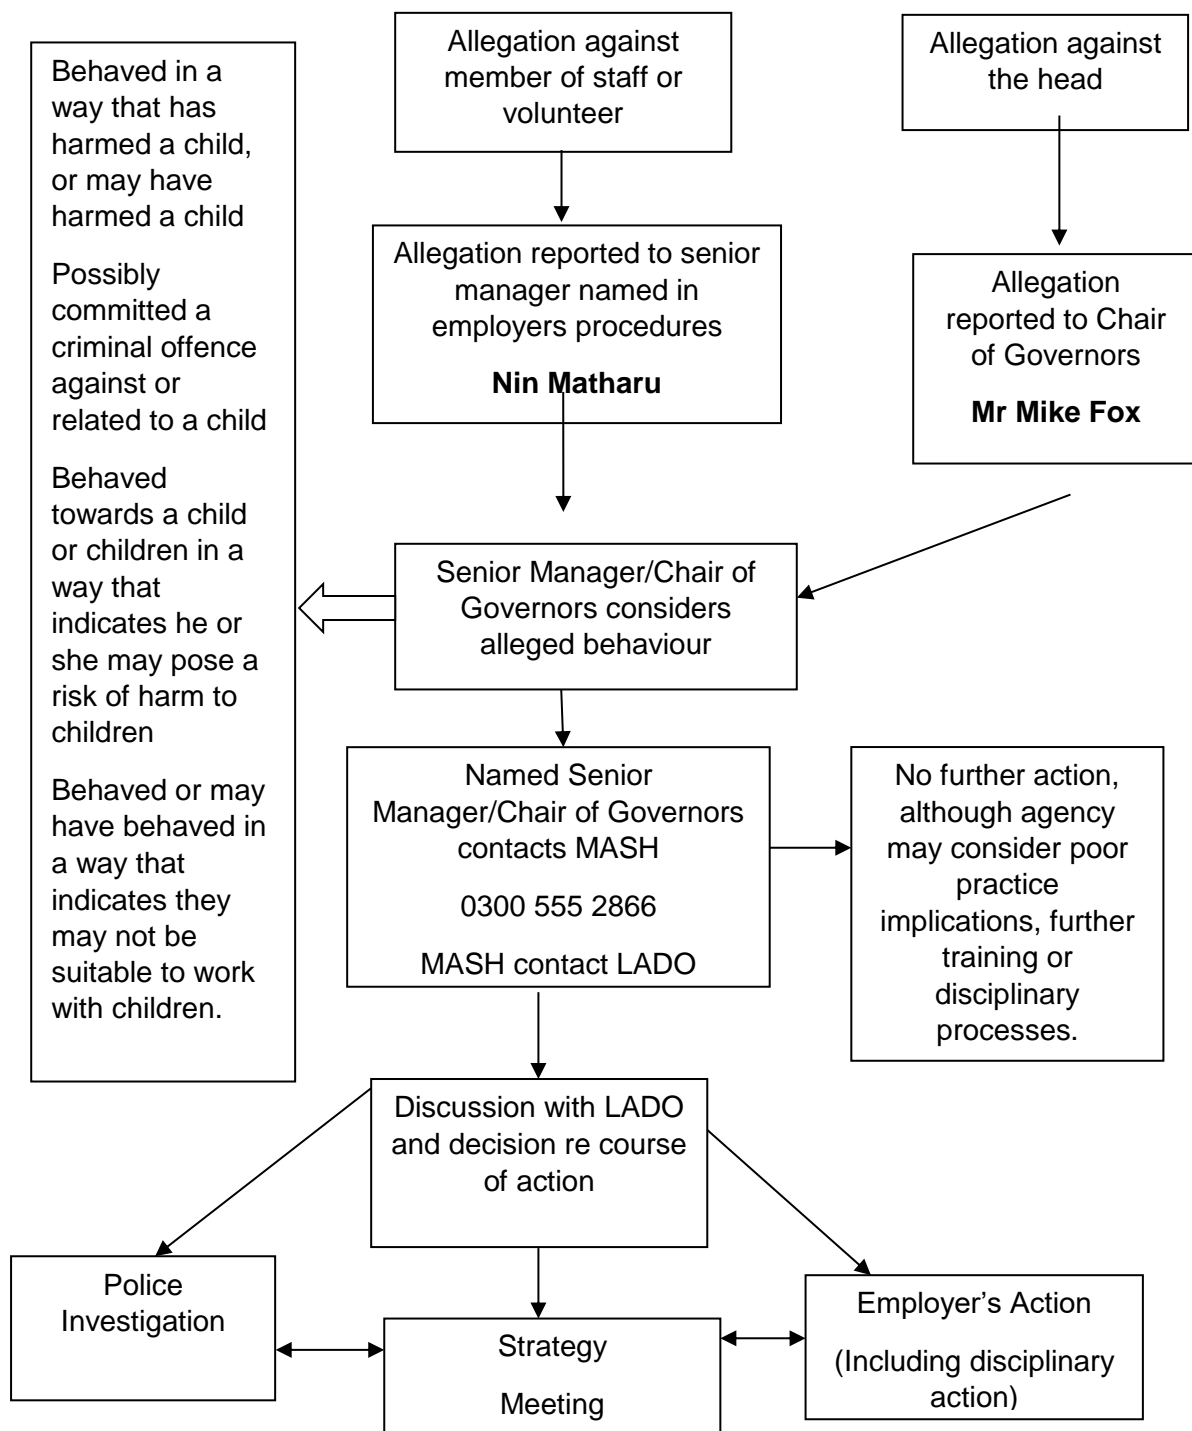 Allegation against
member of staff or
volunteer
Allegation against
the head
Behaved in a
way that has
harmed a child,
or may have
harmed a child
Possibly
committed a
criminal offence
against or
related to a child
Behaved
towards a child
or children in a
way that
indicates he or
she may pose a
risk of harm to
children
Behaved or may
have behaved in
a way that
indicates they
may not be
suitable to work
with children.
Allegation reported to senior
manager named in
employers procedures
Nin Matharu
Allegation
reported to Chair
of Governors
Mr Mike Fox
Senior Manager/Chair of
Governors considers
alleged behaviour
Named Senior
Manager/Chair of Governors
contacts MASH
0300 555 2866
MASH contact LADO
No further action,
although agency
may consider poor
practice
implications, further
training or
disciplinary
processes.
Discussion with LADO
and decision re course
of action
Police
Investigation
Strategy
Meeting
Employer’s Action
(Including disciplinary
action)